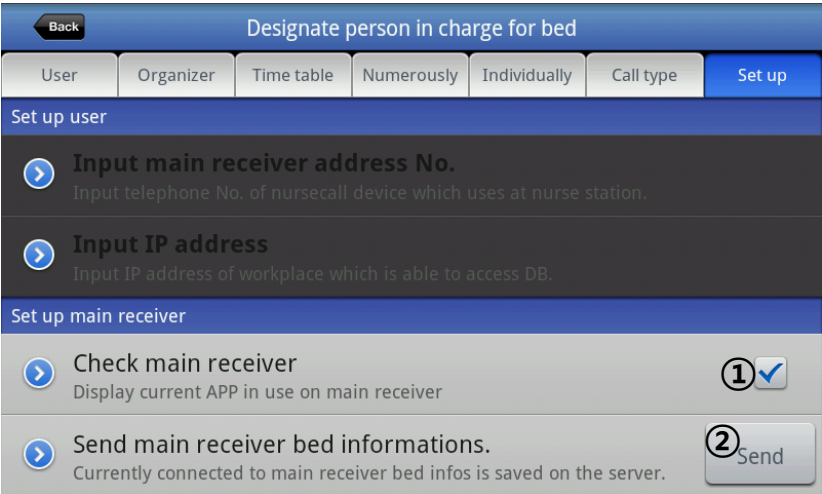 Back
Designate person in charge for bed
User Organizer Time table Numerously Individually Call type Set up
Set up user
Input main receiver address No.
Input telephone No. of nursecall device which uses at nurse station.
Input IP address
Input IP address of workplace which is able to access DB.
Set up main receiver
Check main receiver
①
Display current APP in use on main receiver
Send main receiver bed informations.
② Send
Currently connected to main receiver bed infos is saved on the server.